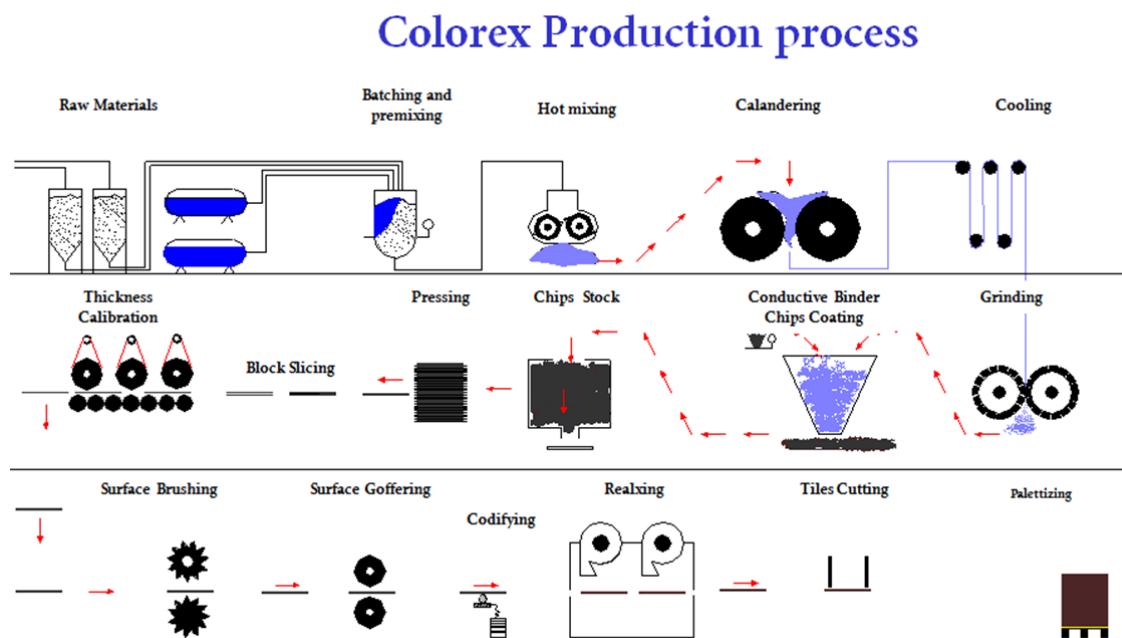 Colorex Production process
Raw Materials
Batching and
premixing
Hot mixing
Calandering
Cooling
Thickness
Calibration
Block Slicing
Pressing
Chips Stock
Conductive Binder
Chips Coating
Grinding
Surface Brushing
Surface Goffering
Codifying
Realxing
Tiles Cutting
Palettizing